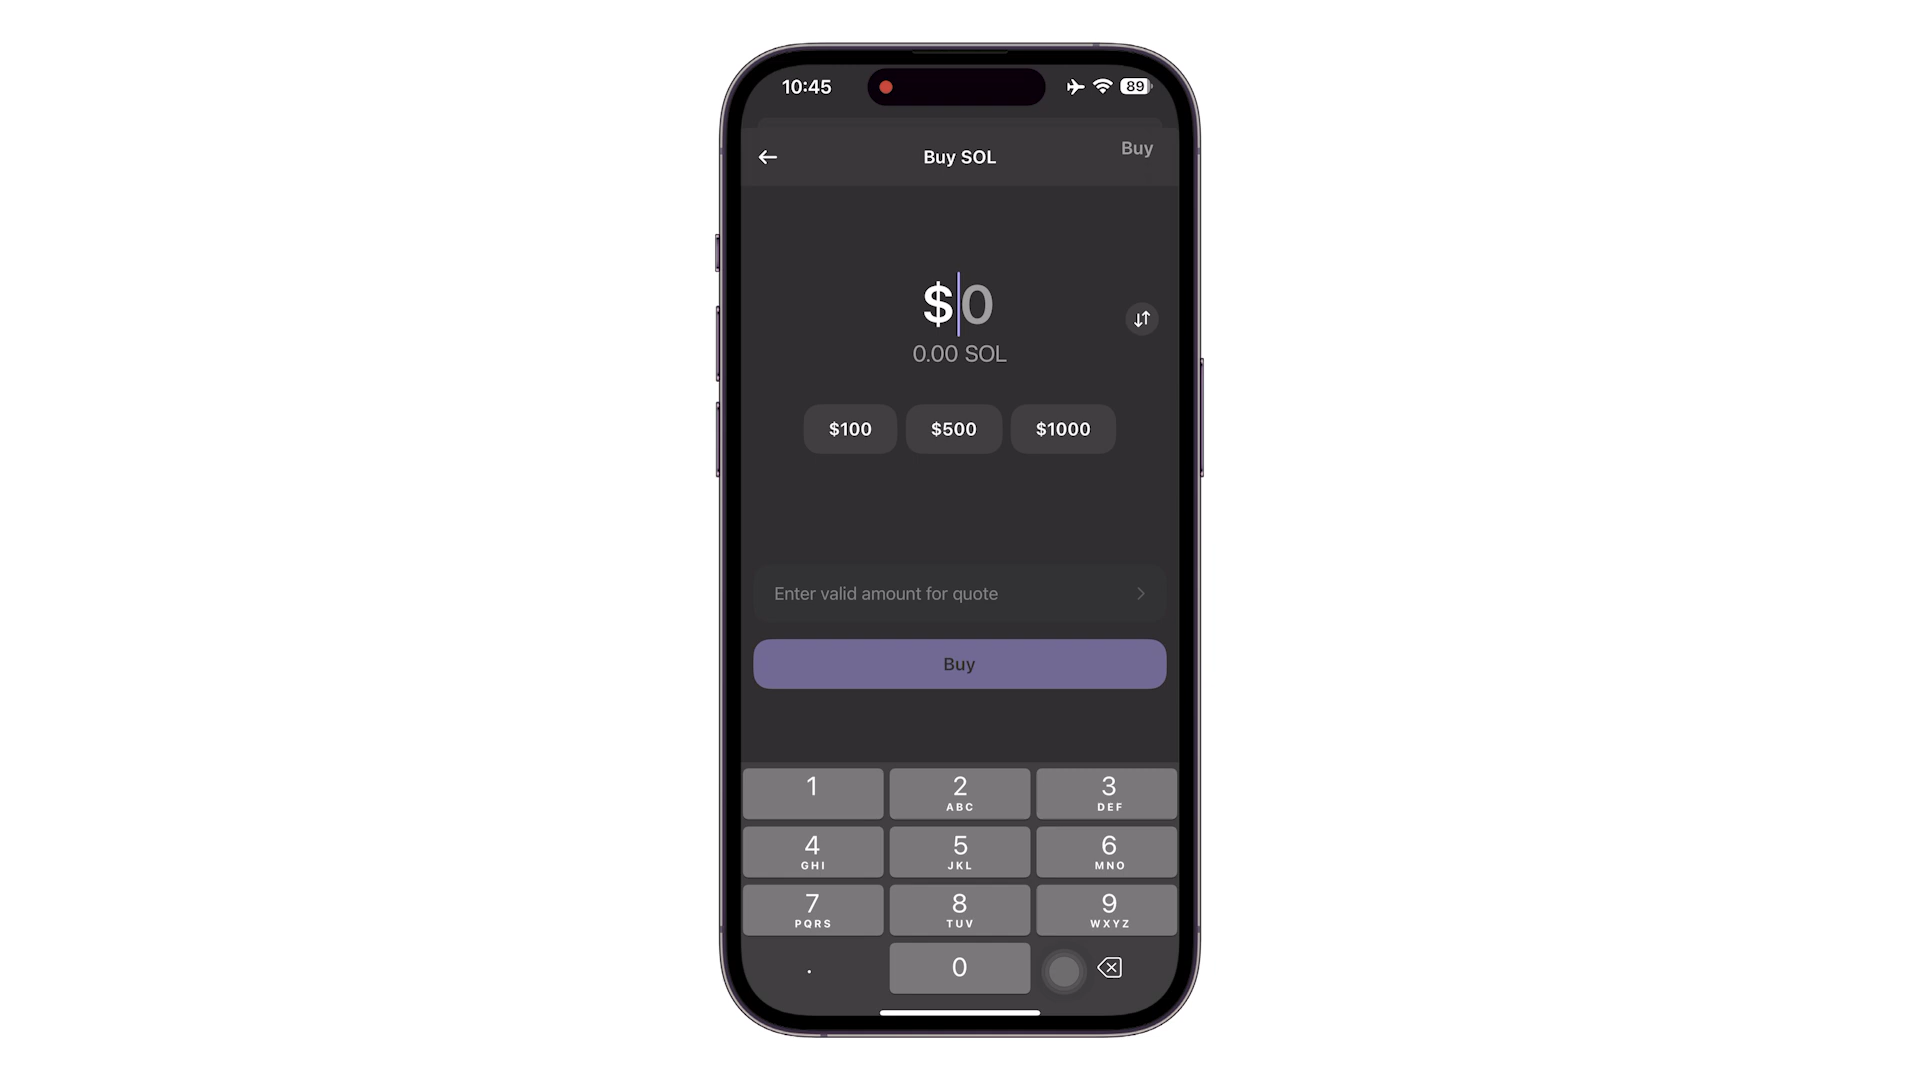 10:45
89
Buy SOL
Buy
$0
0.00 SOL
$100 $500 $1000
Enter valid amount for quote
Buy
1 2 3
ABC DEF
4 5 6
GHI JKL MNO
7 8 9
PQRS TUV WXYZ
. 0